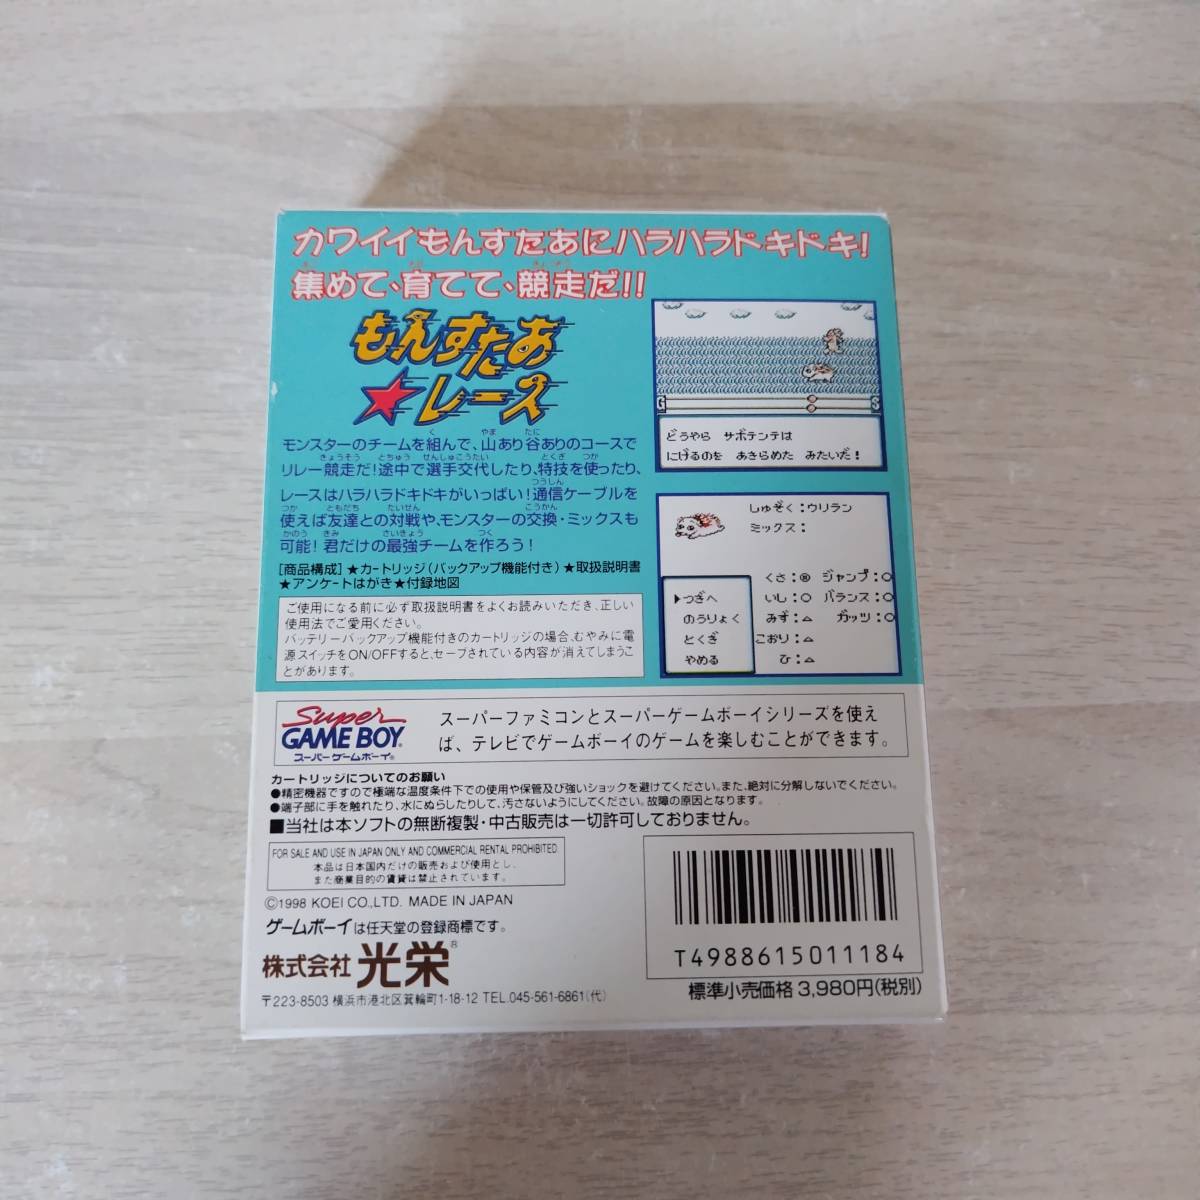 カワイイもんすたあにハラハラドキドキ!
集めて、育てて、競走だ!!
もんすたあ
★レース
モンスターのチームを組んで、山あり谷ありのコースで
リレー競走だ!途中で選手交代したり、特技を使ったり、
レースはハラハラドキドキがいっぱい!通信ケーブルを
使えば友達との対戦や、モンスターの交換・ミックスも
可能!君だけの最強チームを作ろう!
[商品構成]★カートリッジ(バックアップ機能付き)★取扱説明書
★アンケートはがき★付録地図
ご使用になる前に必ず取扱説明書をよくお読みいただき、正しい
使用法でご愛用ください。
バッテリーバックアップ機能付きのカートリッジの場合、むやみに電
源スイッチをON/OFFすると、セーブされている内容が消えてしまうこ
とがあります。
G S
どうやら サボテンテは
にげるのを あきらめた みたいだ!
しゅぞく:ウリラン
ミックス:
くさ:◎ ジャンプ:○
いし:○ バランス:○
みず:△ ガッツ:○
こおり:△
ひ:△
▶つぎへ
のうりょく
とくぎ
やめる
Super
GAME BOY
スーパーゲームボーイ®
スーパーファミコンとスーパーゲームボーイシリーズを使え
ば、テレビでゲームボーイのゲームを楽しむことができます。
カートリッジについてのお願い
●精密機器ですので極端な温度条件下での使用や保管及び強いショックを避けてください。また、絶対に分解しないでください。
●端子部に手を触れたり、水にぬらしたりして、汚さないようにしてください。故障の原因となります。
■当社は本ソフトの無断複製・中古販売は一切許可しておりません。
FOR SALE AND USE IN JAPAN ONLY AND COMMERCIAL RENTAL PROHIBITED
本品は日本国内だけの販売および使用とし、
また商業目的の賃貸は禁止されています。
©1998 KOEI CO.,LTD. MADE IN JAPAN
ゲームボーイは任天堂の登録商標です。
株式会社 光栄®
〒223-8503 横浜市港北区箕輪町1-18-12 TEL.045-561-6861(代)
T4988615011184
標準小売価格 3,980円(税別)